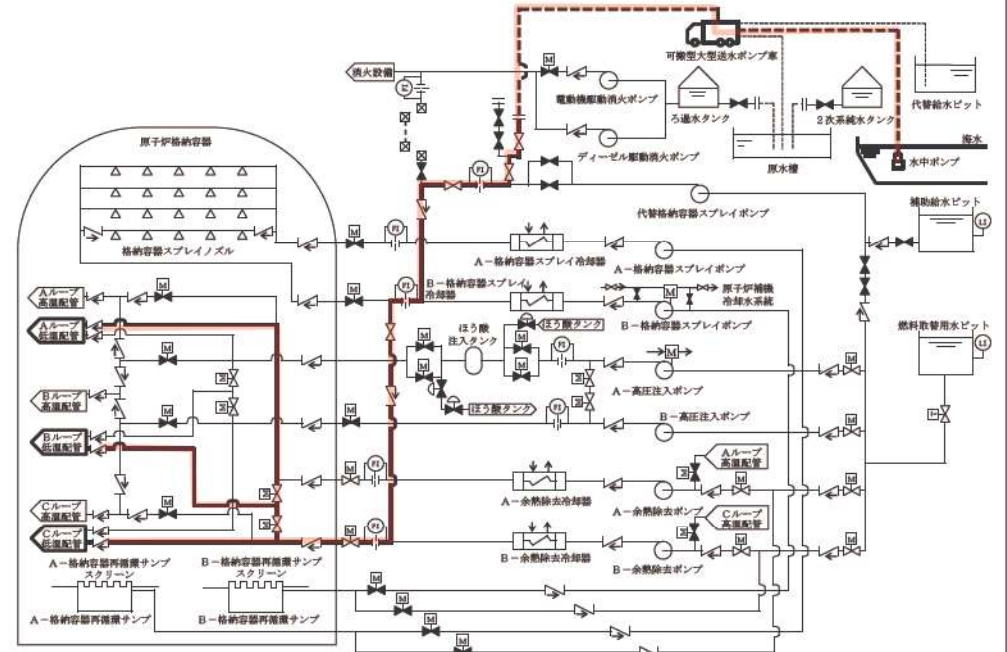 可搬型大型送水ポンプ車
代替給水ピット
消火設備
FI
M
電動機駆動消火ポンプ
ろ過水タンク
2次系純水タンク
ディーゼル駆動消火ポンプ
原水槽
海水
水中ポンプ
原子炉格納容器
FI
代替格納容器スプレイポンプ
補助給水ピット
LI
格納容器スプレイノズル
M
FI
A-格納容器スプレイ冷却器
A-格納容器スプレイポンプ
M
FI
B-格納容器スプレイ
冷却器
M
原子炉補機
冷却水系統
B-格納容器スプレイポンプ
Aループ
高温配管
M
Aループ
低温配管
M
ほう酸
注入タンク
M
M
M
M
ほう酸タンク
FI
M
M
M
M
燃料取替用水ピット
LI
A-高圧注入ポンプ
M
Bループ
高温配管
M
M
ほう酸タンク
FI
M
B-高圧注入ポンプ
M
Bループ
低温配管
Aループ
高温配管
M
M
FI
A-余熱除去冷却器
M
M
A-余熱除去ポンプ
M
Cループ
高温配管
M
M
Cループ
高温配管
Cループ
低温配管
M
FI
B-余熱除去冷却器
M
M
B-余熱除去ポンプ
M
A-格納容器再循環サンプ
スクリーン
B-格納容器再循環サンプ
スクリーン
A-格納容器再循環サンプ
B-格納容器再循環サンプ
M
M
M
M